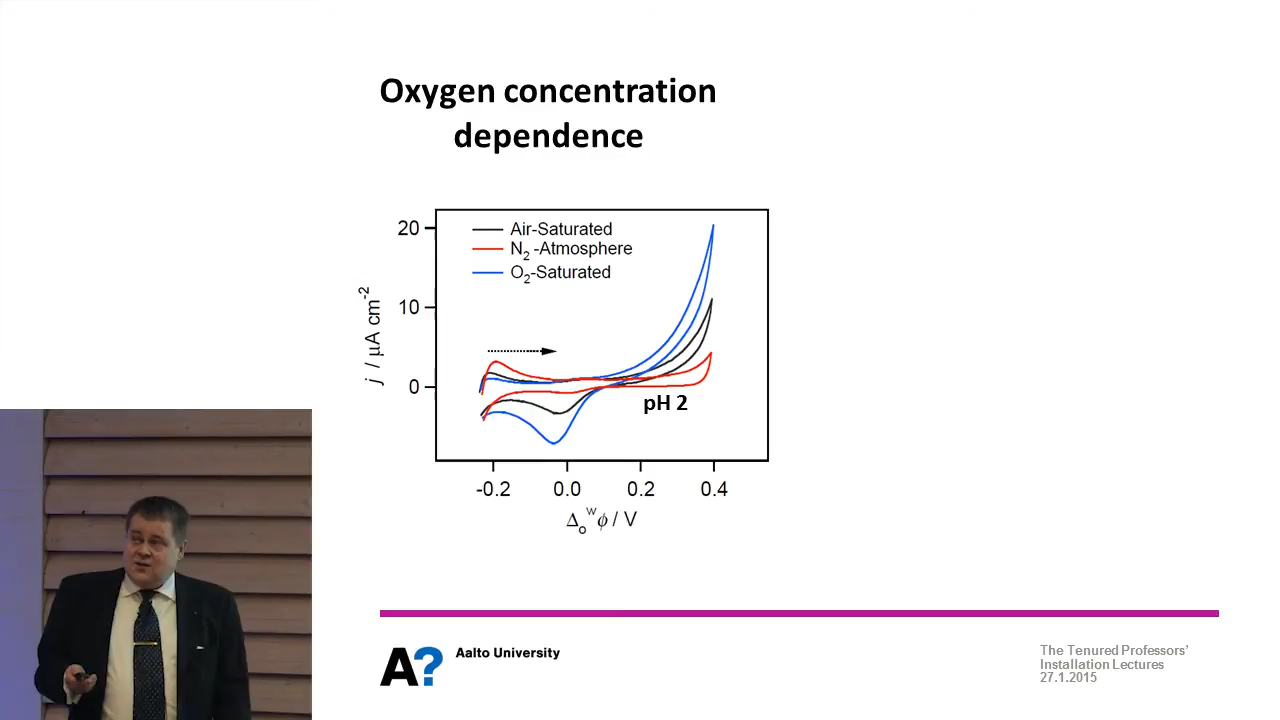 Oxygen concentration
dependence
20
10
0
j / μA cm-2
Air-Saturated
N2 -Atmosphere
O2-Saturated
pH 2
-0.2 0.0 0.2 0.4
Δowϕ / V
A?
Aalto University
The Tenured Professors'
Installation Lectures
27.1.2015